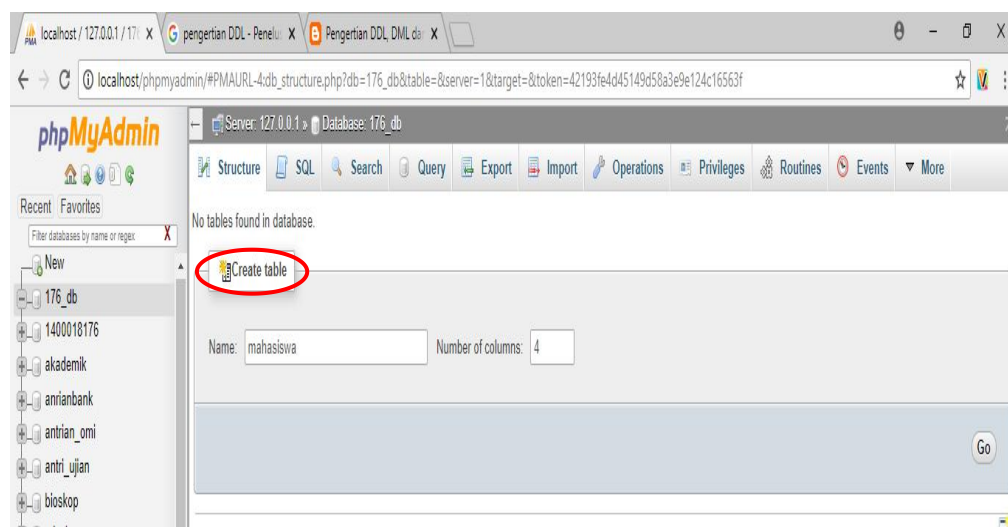 localhost / 127.0.0.1 / 17
pengertian DDL - Penelu
Pengertian DDL, DML da
localhost/phpmyadmin/#PMAURL-4:db_structure.php?db=176_db&table=&server=1&target=&token=42193fe4d45149d58a3e9e124c16563f
phpMyAdmin
Recent Favorites
Filter databases by name or regex X
New
176_db
1400018176
akademik
anrianbank
antrian_omi
antri_ujian
bioskop
Server: 127.0.0.1 » Database: 176_db
Structure SQL Search Query Export Import Operations Privileges Routines Events More
No tables found in database.
Create table
Name: mahasiswa Number of columns: 4
Go